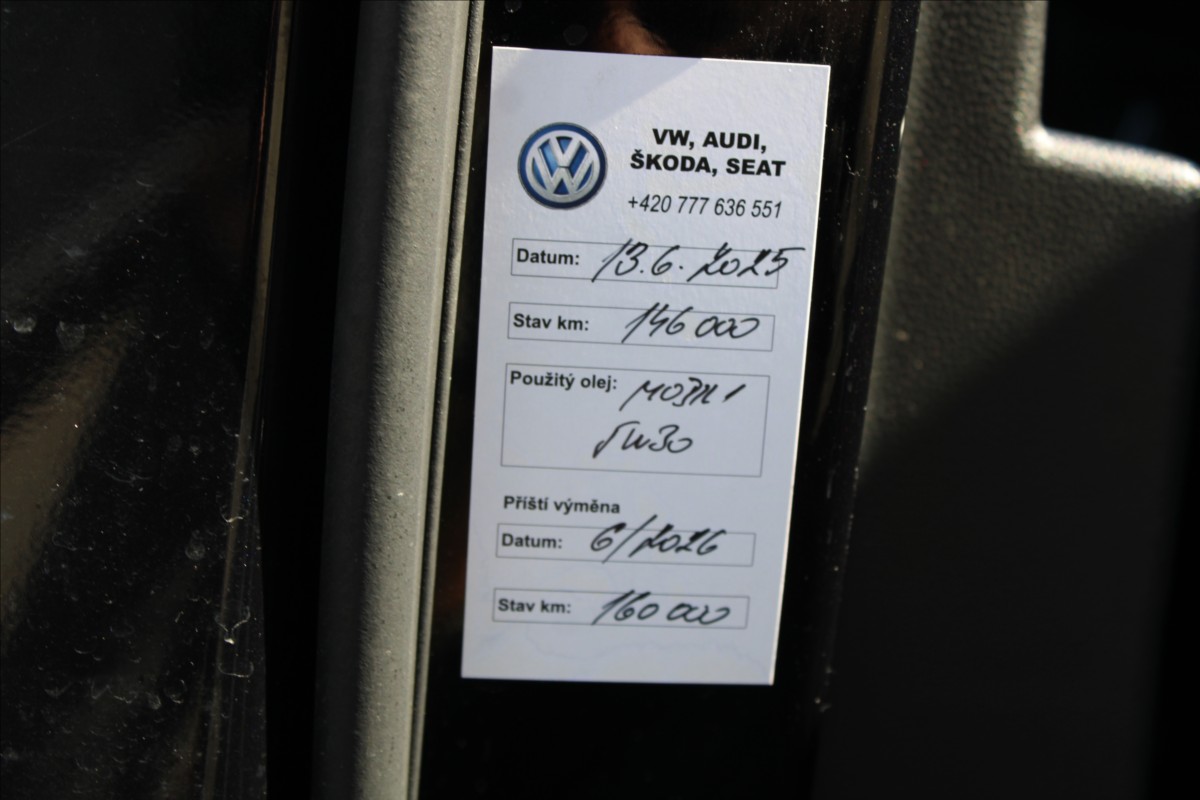 VW, AUDI,
ŠKODA, SEAT
+420 777 636 551
Datum: 13.6.2025
Stav km: 146 000
Použitý olej: MOBIL 1
5W30
Příští výměna
Datum: 6/2026
Stav km: 160 000